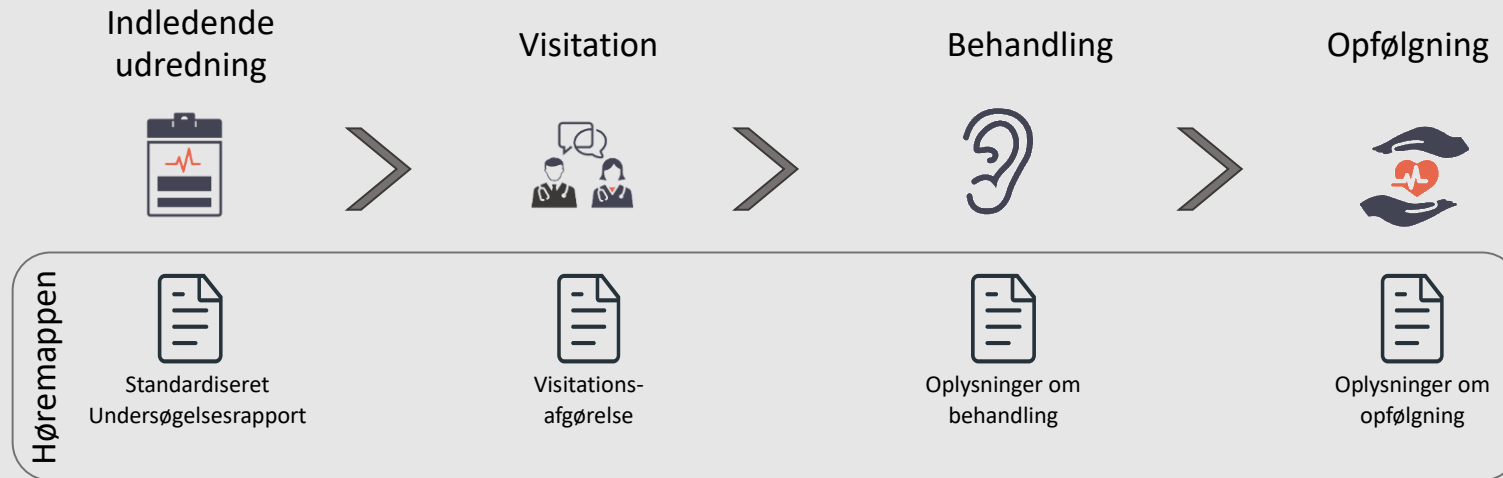 Indledende
udredning
Visitation
Behandling
Opfølgning
Høremappen
Standardiseret
Undersøgelsesrapport
Visitations-
afgørelse
Oplysninger om
behandling
Oplysninger om
opfølgning